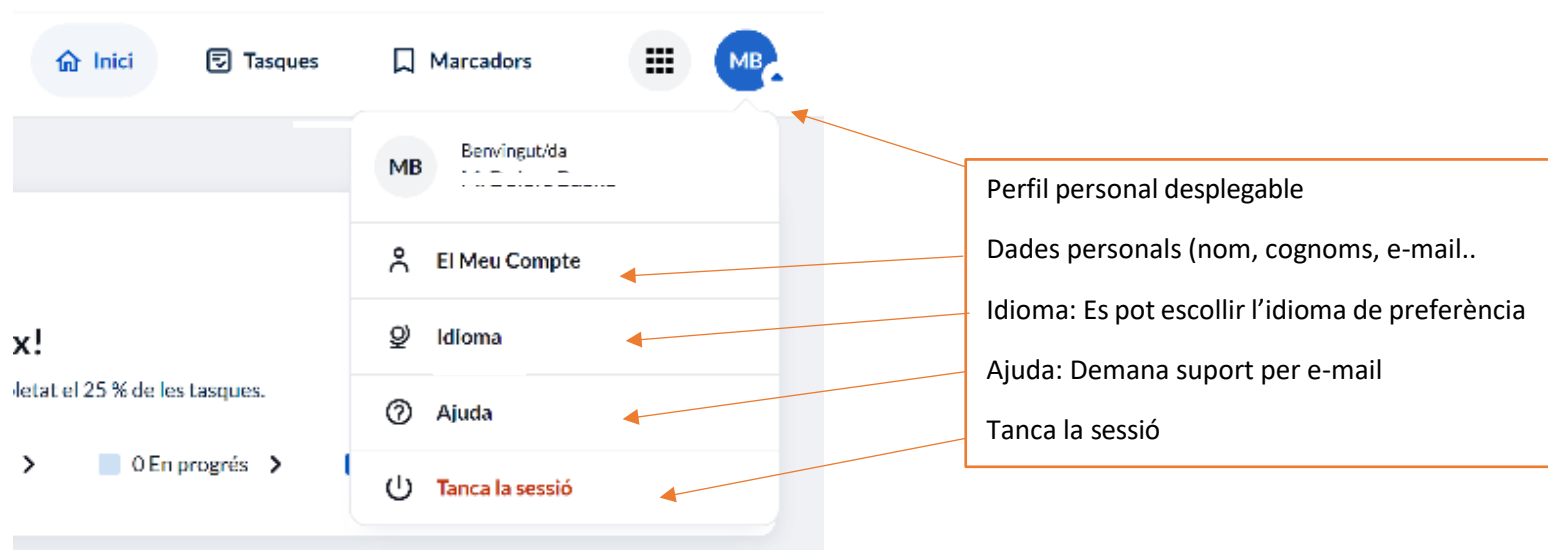 Inici
Tasques
Marcadors
MB
MB
Benvingut/da
El Meu Compte
Idioma
Ajuda
Tanca la sessió
x!
letat el 25 % de les tasques.
0 En progrés
Perfil personal desplegable
Dades personals (nom, cognoms, e-mail..
Idioma: Es pot escollir l’idioma de preferència
Ajuda: Demana suport per e-mail
Tanca la sessió